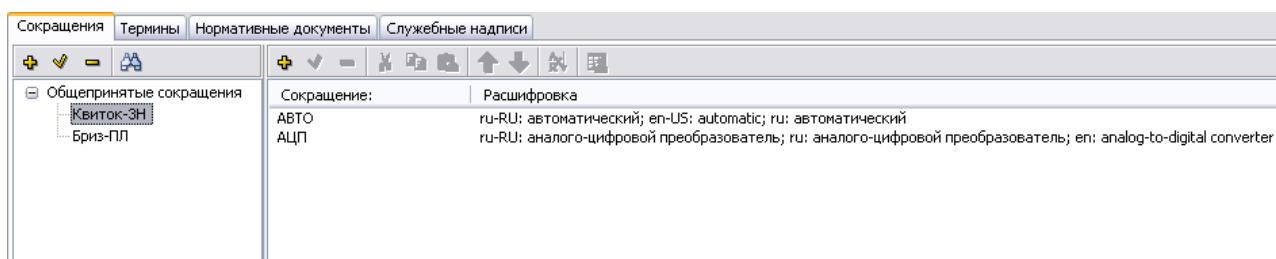 Сокращения Термины Нормативные документы Служебные надписи
Общепринятые сокращения
Квиток-ЗН
Бриз-ПЛ
Сокращение: Расшифровка
АВТО ru-RU: автоматический; en-US: automatic; ru: автоматический
АЦП ru-RU: аналого-цифровой преобразователь; ru: аналого-цифровой преобразователь; en: analog-to-digital converter